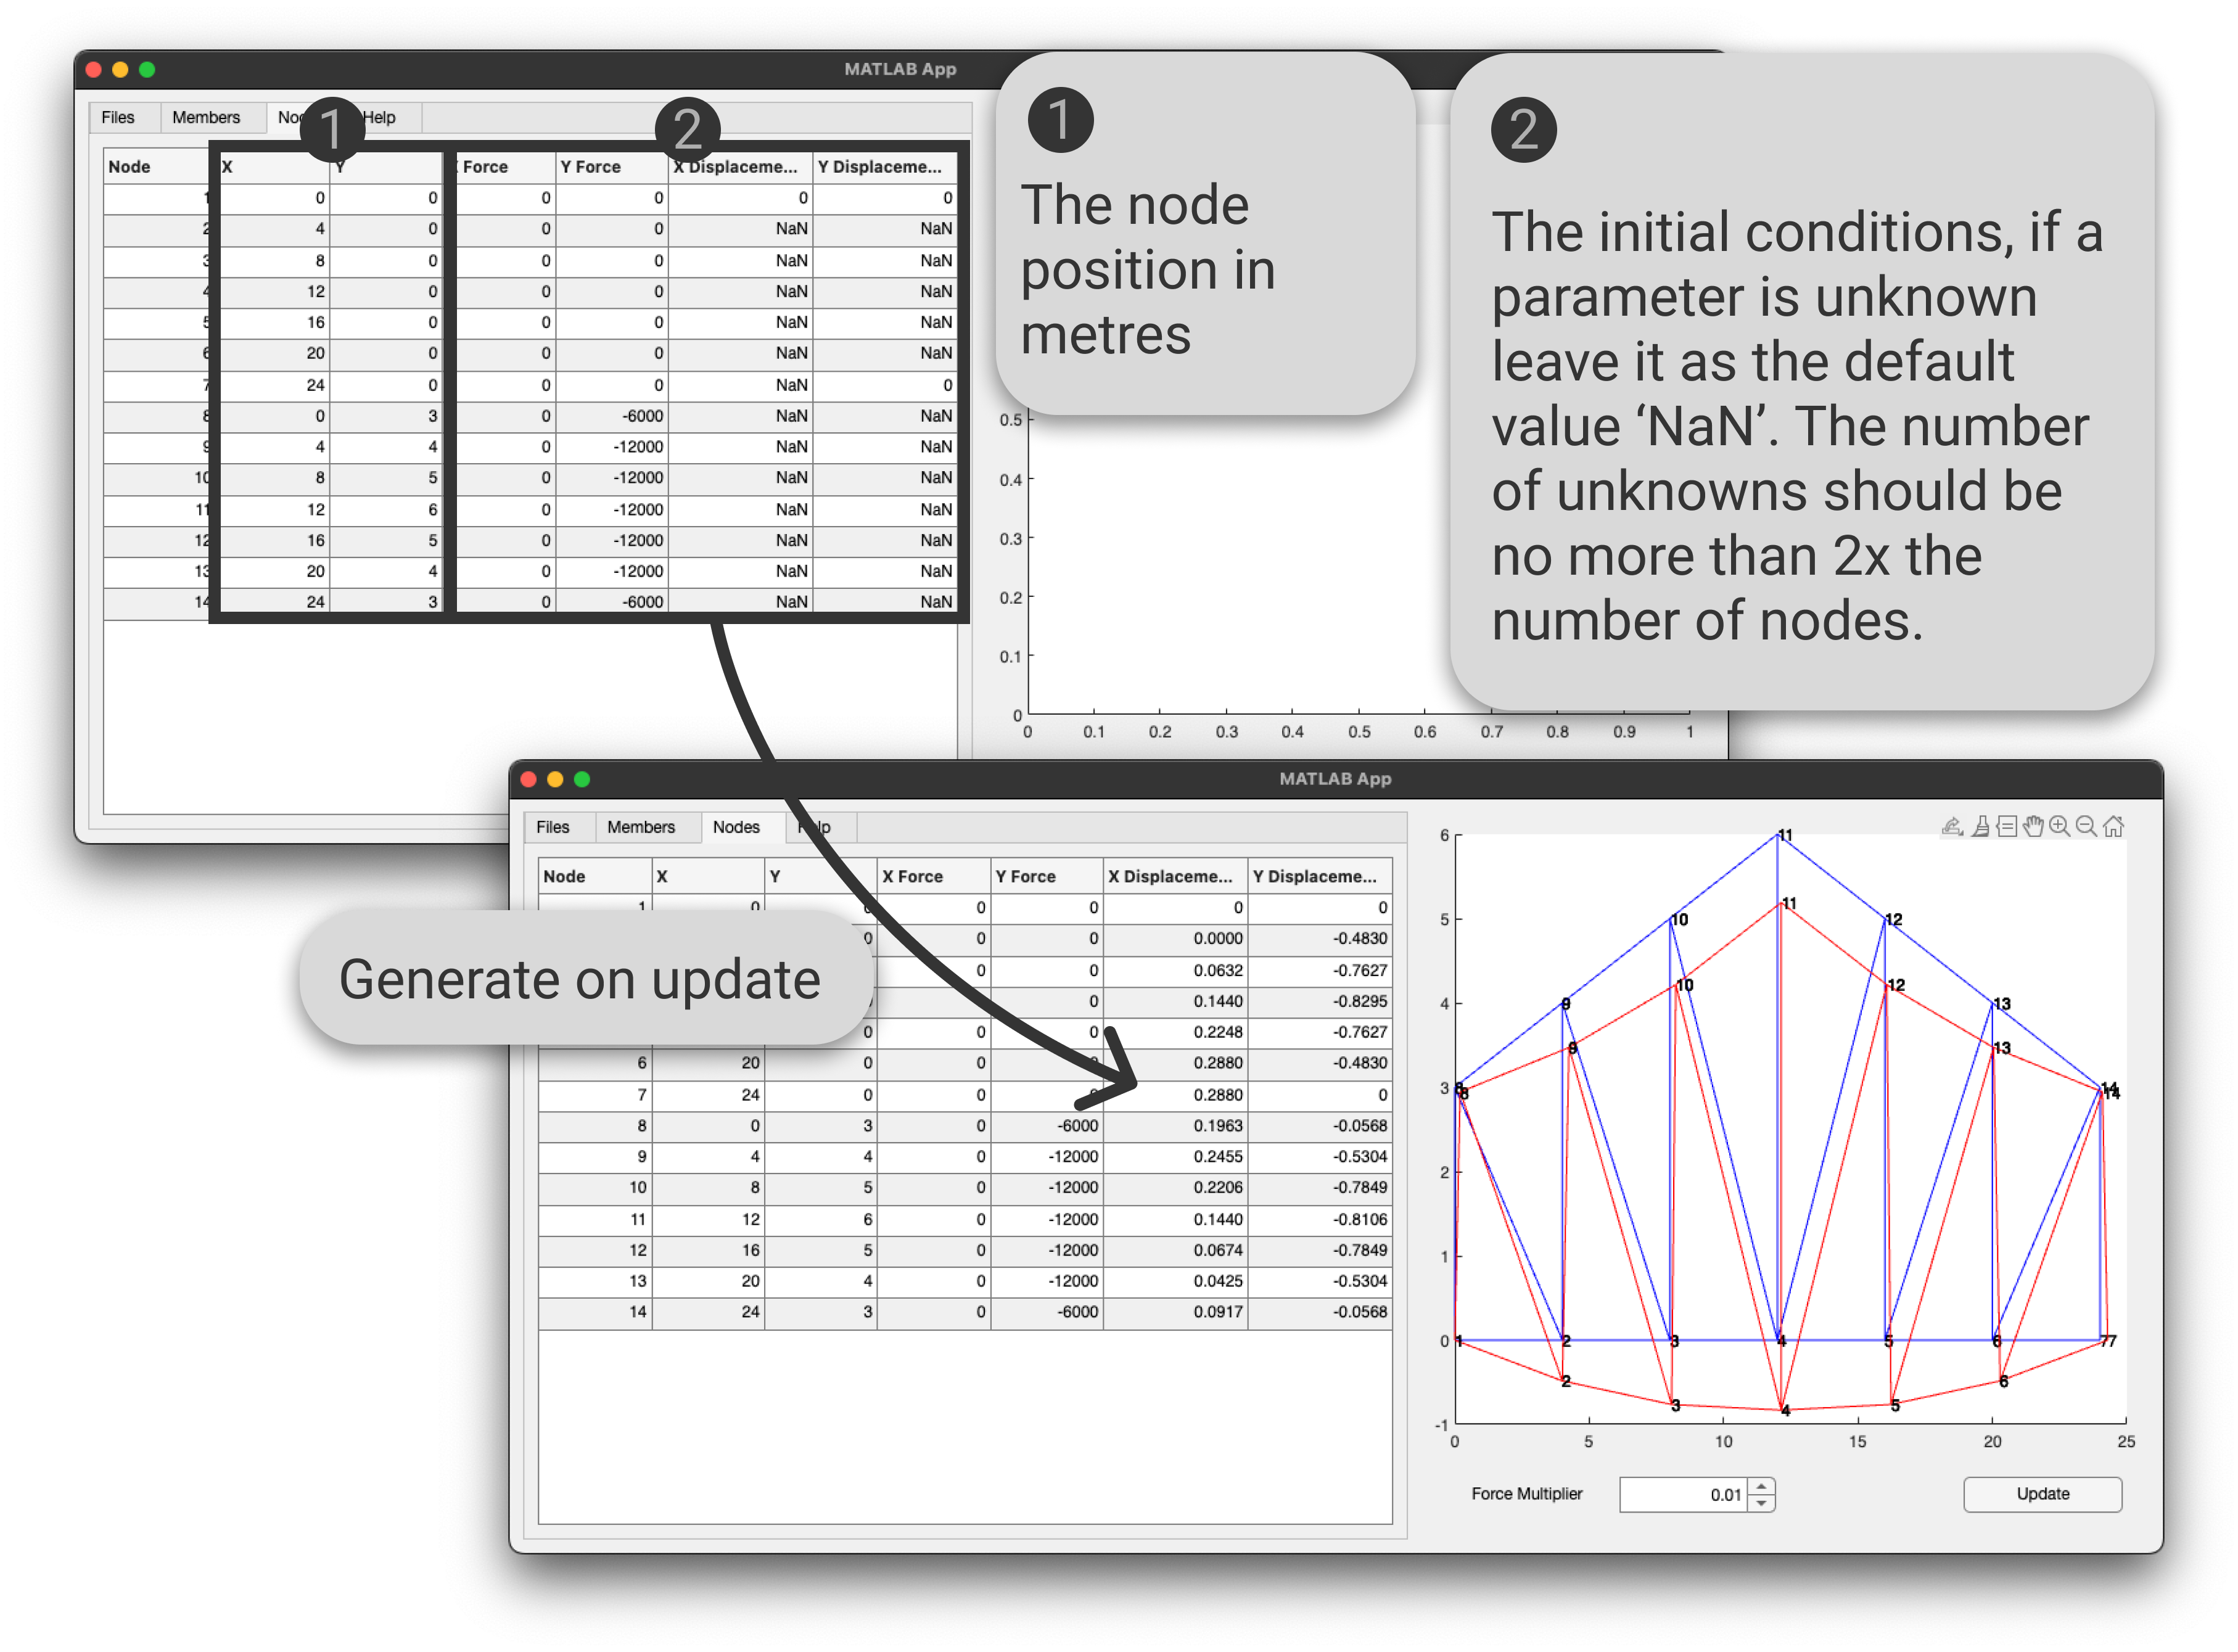 MATLAB App
Files Members Help
1 2
Node X Y Force Y Force X Displaceme... Y Displaceme...
1 0 0 0 0 0 0
2 4 0 0 0 NaN NaN
3 8 0 0 0 NaN NaN
4 12 0 0 0 NaN NaN
5 16 0 0 0 NaN NaN
6 20 0 0 0 NaN NaN
7 24 0 0 0 NaN 0
8 0 3 0 -6000 NaN NaN
9 4 4 0 -12000 NaN NaN
10 8 5 0 -12000 NaN NaN
11 12 6 0 -12000 NaN NaN
12 16 5 0 -12000 NaN NaN
13 20 4 0 -12000 NaN NaN
14 24 3 0 -6000 NaN NaN
1
The node
position in
metres
2
The initial conditions, if a
parameter is unknown
leave it as the default
value ‘NaN’. The number
of unknowns should be
no more than 2x the
number of nodes.
0.5
0.4
0.3
0.2
0.1
0
0 0.1 0.2 0.3 0.4 0.5 0.6 0.7 0.8 0.9 1
MATLAB App
Files Members Nodes Help
Node X Y X Force Y Force X Displaceme... Y Displaceme...
1 0 0 0 0 0 0
0 0 0 0.0000 -0.4830
0 0 0.0632 -0.7627
0 0.1440 -0.8295
0 0 0 0.2248 -0.7627
6 20 0 0 0 0.2880 -0.4830
7 24 0 0 0 0.2880 0
8 0 3 0 -6000 0.1963 -0.0568
9 4 4 0 -12000 0.2455 -0.5304
10 8 5 0 -12000 0.2206 -0.7849
11 12 6 0 -12000 0.1440 -0.8106
12 16 5 0 -12000 0.0674 -0.7849
13 20 4 0 -12000 0.0425 -0.5304
14 24 3 0 -6000 0.0917 -0.0568
Generate on update
6
5
4
3
2
1
0
-1
0 5 10 15 20 25
11
11
10 12
10 12
9 13
9 13
8 14
8 14
1 2 3 4 5 6 7 7
2 6
3 4 5
Force Multiplier 0.01 Update